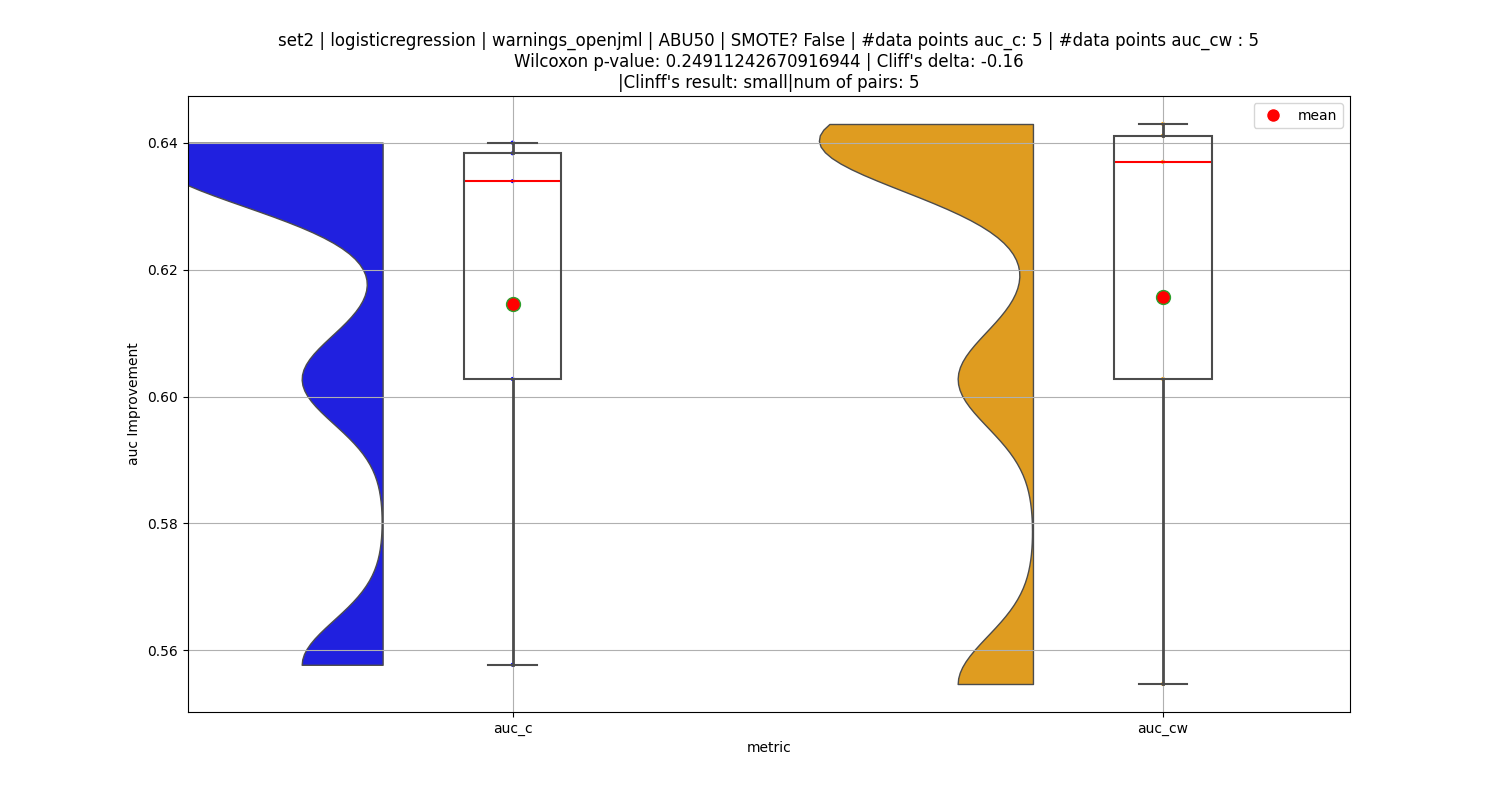 set2 | logisticregression | warnings_openjml | ABU50 | SMOTE? False | #data points auc_c: 5 | #data points auc_cw : 5
Wilcoxon p-value: 0.24911242670916944 | Cliff's delta: -0.16
|Clinff's result: small|num of pairs: 5
mean
0.64
0.62
0.60
0.58
0.56
auc Improvement
auc_c
auc_cw
metric